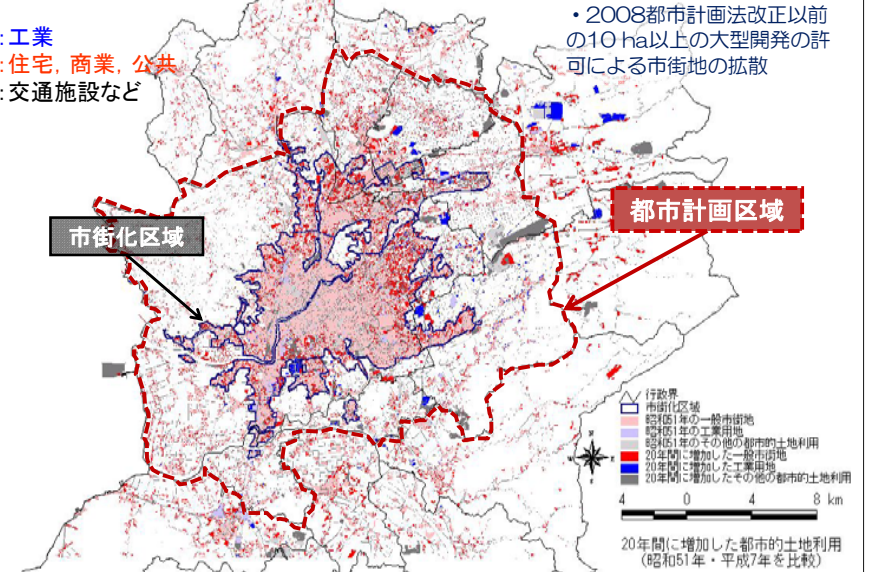 :工業
:住宅, 商業, 公共
:交通施設など
・2008都市計画法改正以前
の10 ha以上の大型開発の許
可による市街地の拡散
市街化区域
都市計画区域
行政界
市街化区域
昭和51年の一般市街地
昭和51年の工業用地
昭和51年のその他の都市的土地利用
20年間に増加した一般市街地
20年間に増加した工業用地
20年間に増加したその他の都市的土地利用
N
W E
S
4 0 4 8 km
20年間に増加した都市的土地利用
(昭和51年・平成7年を比較)